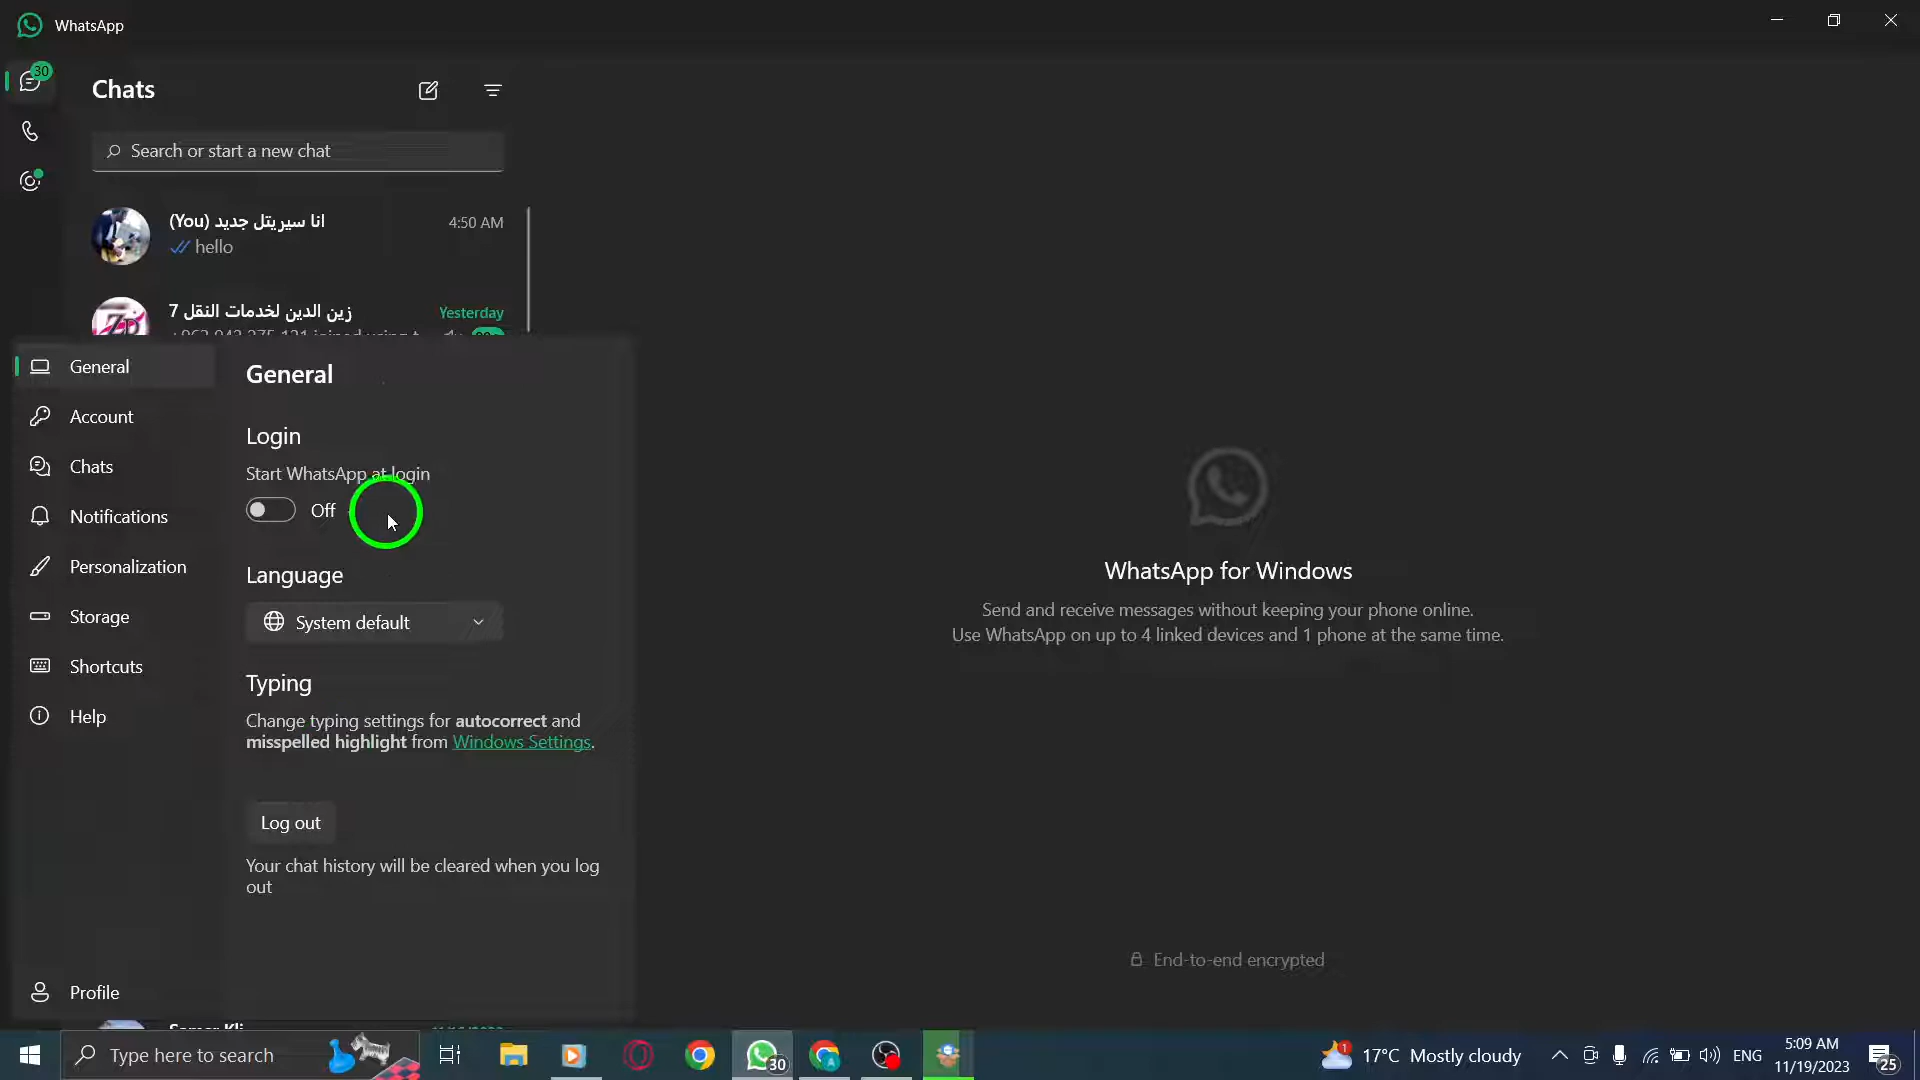 WhatsApp
30
Chats
Search or start a new chat
انا سيريتل جديد (You)
4:50 AM
hello
زين الدين لخدمات النقل 7
Yesterday
General
Account
Chats
Notifications
Personalization
Storage
Shortcuts
Help
Profile
General
Login
Start WhatsApp at login
Off
Language
System default
Typing
Change typing settings for autocorrect and
misspelled highlight from Windows Settings.
Log out
Your chat history will be cleared when you log
out
WhatsApp for Windows
Send and receive messages without keeping your phone online.
Use WhatsApp on up to 4 linked devices and 1 phone at the same time.
End-to-end encrypted
Type here to search
30
1
17°C Mostly cloudy
ENG
5:09 AM
11/19/2023
25